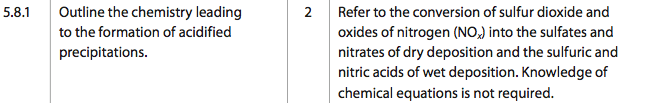 5.8.1 Outline the chemistry leading 2 Refer to the conversion of sulfur dioxide and
to the formation of acidified oxides of nitrogen (NOₓ) into the sulfates and
precipitations. nitrates of dry deposition and the sulfuric and
nitric acids of wet deposition. Knowledge of
chemical equations is not required.